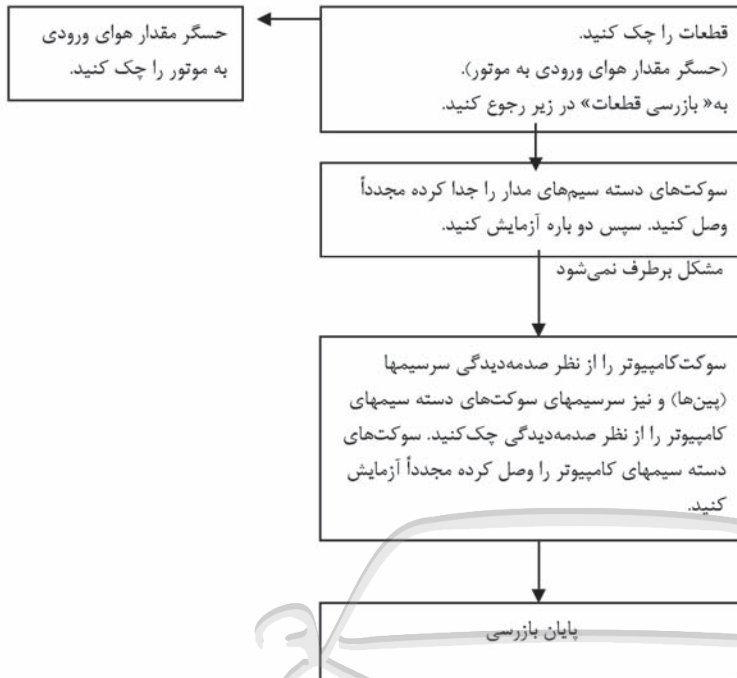 قطعات را چک کنید.
(حسگر مقدار هوای ورودی به موتور).
به« بازرسی قطعات» در زیر رجوع کنید.
حسگر مقدار هوای ورودی
به موتور را چک کنید.
سوکت‌های دسته سیم‌های مدار را جدا کرده مجدداً
وصل کنید. سپس دو باره آزمایش کنید.
مشکل برطرف نمی‌شود
سوکت‌کامپیوتر را از نظر صدمه‌دیدگی سرسیمها
(پین‌ها) و نیز سرسیمهای سوکت‌های دسته سیمهای
کامپیوتر را از نظر صدمه‌دیدگی چک‌کنید. سوکت‌های
دسته سیمهای کامپیوتر را وصل کرده مجدداً آزمایش
کنید.
پایان بازرسی